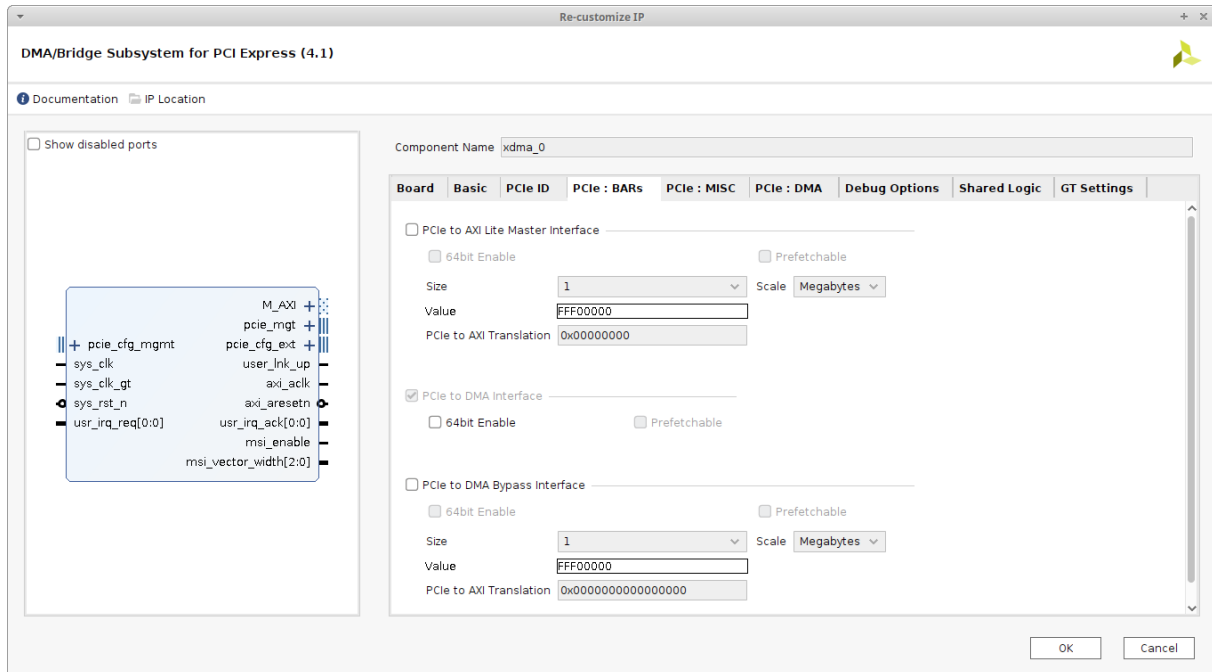 Re-customize IP
DMA/Bridge Subsystem for PCI Express (4.1)
Documentation IP Location
Show disabled ports
M_AXI
pcie_mgt
pcie_cfg_mgmt pcie_cfg_ext
sys_clk user_lnk_up
sys_clk_gt axi_aclk
sys_rst_n axi_aresetn
usr_irq_req[0:0] usr_irq_ack[0:0]
msi_enable
msi_vector_width[2:0]
Component Name xdma_0
Board Basic PCIe ID PCIe : BARs PCIe : MISC PCIe : DMA Debug Options Shared Logic GT Settings
PCIe to AXI Lite Master Interface
64bit Enable Prefetchable
Size 1 Scale Megabytes
Value FFF00000
PCIe to AXI Translation 0x00000000
PCIe to DMA Interface
64bit Enable Prefetchable
PCIe to DMA Bypass Interface
64bit Enable Prefetchable
Size 1 Scale Megabytes
Value FFF00000
PCIe to AXI Translation 0x0000000000000000
OK Cancel